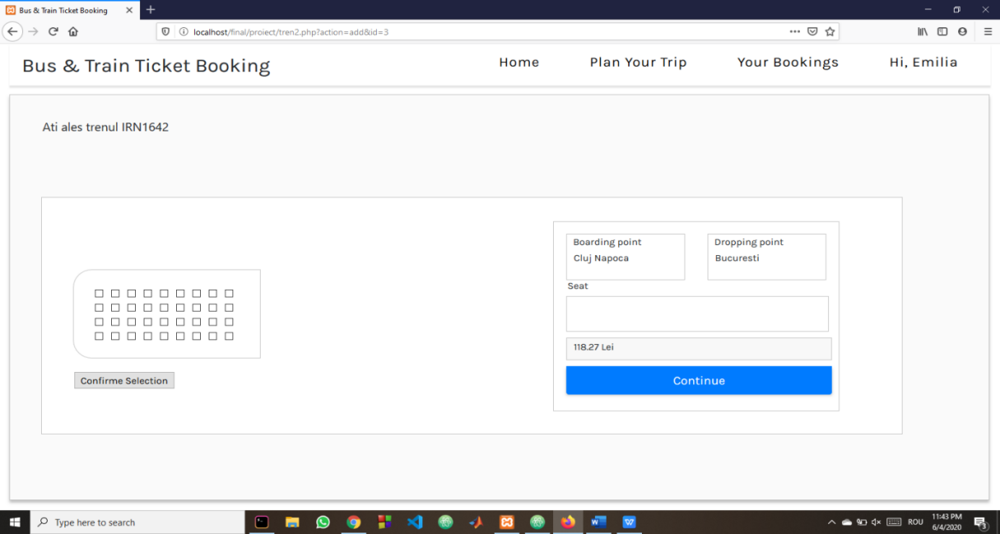 Bus & Train Ticket Booking
localhost/final/proiect/tren2.php?action=add&id=3
Bus & Train Ticket Booking
Home
Plan Your Trip
Your Bookings
Hi, Emilia
Ati ales trenul IRN1642
Boarding point
Cluj Napoca
Dropping point
Bucuresti
Seat
118.27 Lei
Continue
Confirme Selection
Type here to search
ROU
11:43 PM
6/4/2020
3